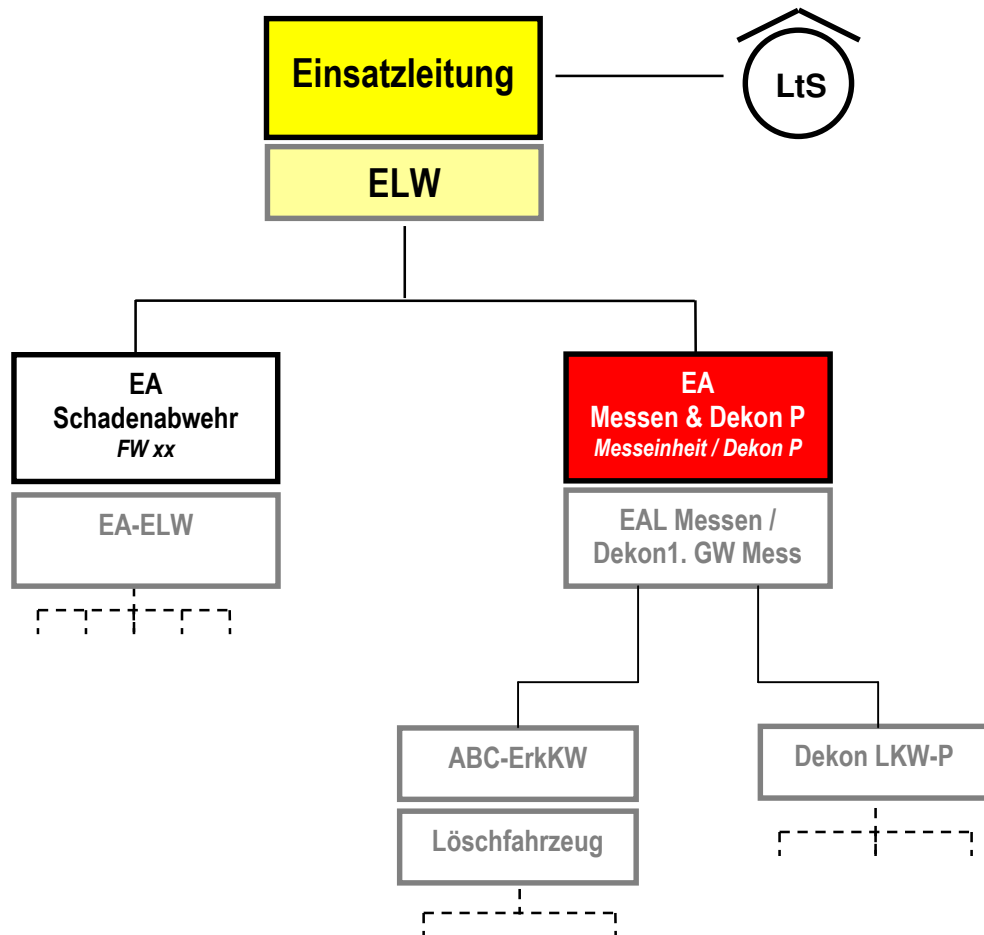 Einsatzleitung
LtS
ELW
EA
Schadenabwehr
FW xx
EA-ELW
EA
Messen & Dekon P
Messeinheit / Dekon P
EAL Messen /
Dekon1. GW Mess
ABC-ErkKW
Löschfahrzeug
Dekon LKW-P